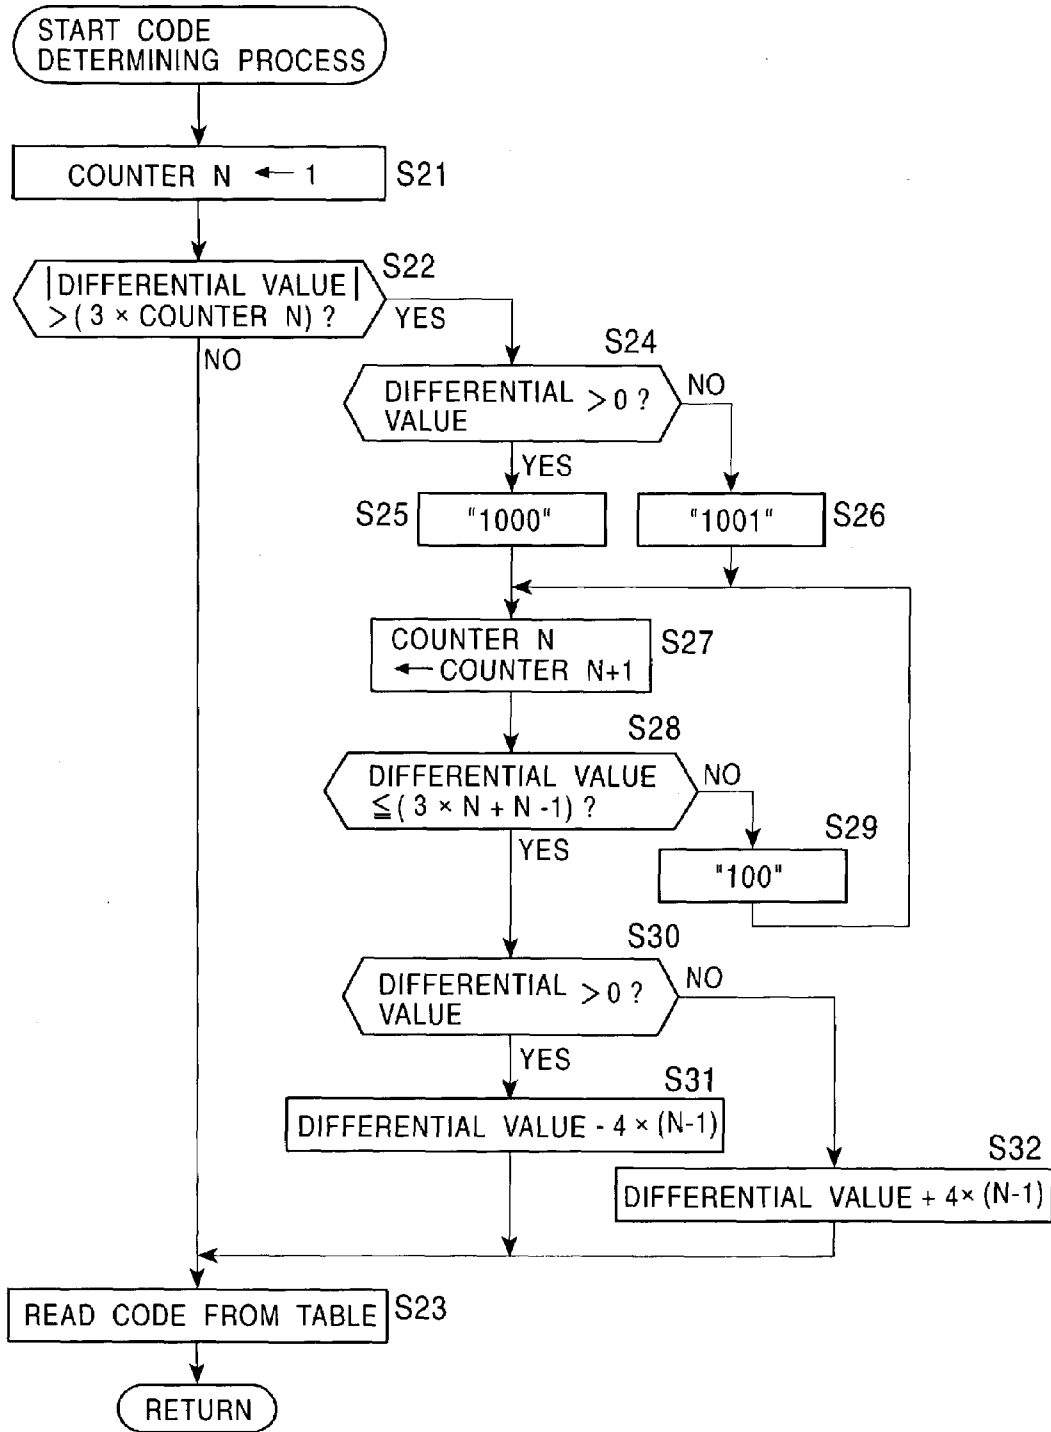 START CODE
DETERMINING PROCESS
COUNTER N ← 1
S21
S22
|DIFFERENTIAL VALUE|
> ( 3 × COUNTER N ) ?
YES
NO
S24
DIFFERENTIAL
VALUE
> 0 ?
NO
YES
S25
"1000"
"1001"
S26
COUNTER N
← COUNTER N+1
S27
S28
DIFFERENTIAL VALUE
≦ ( 3 × N + N -1) ?
NO
YES
S29
"100"
S30
DIFFERENTIAL
VALUE
> 0 ?
NO
YES
S31
DIFFERENTIAL VALUE - 4 × (N-1)
S32
DIFFERENTIAL VALUE + 4× (N-1)
READ CODE FROM TABLE
S23
RETURN